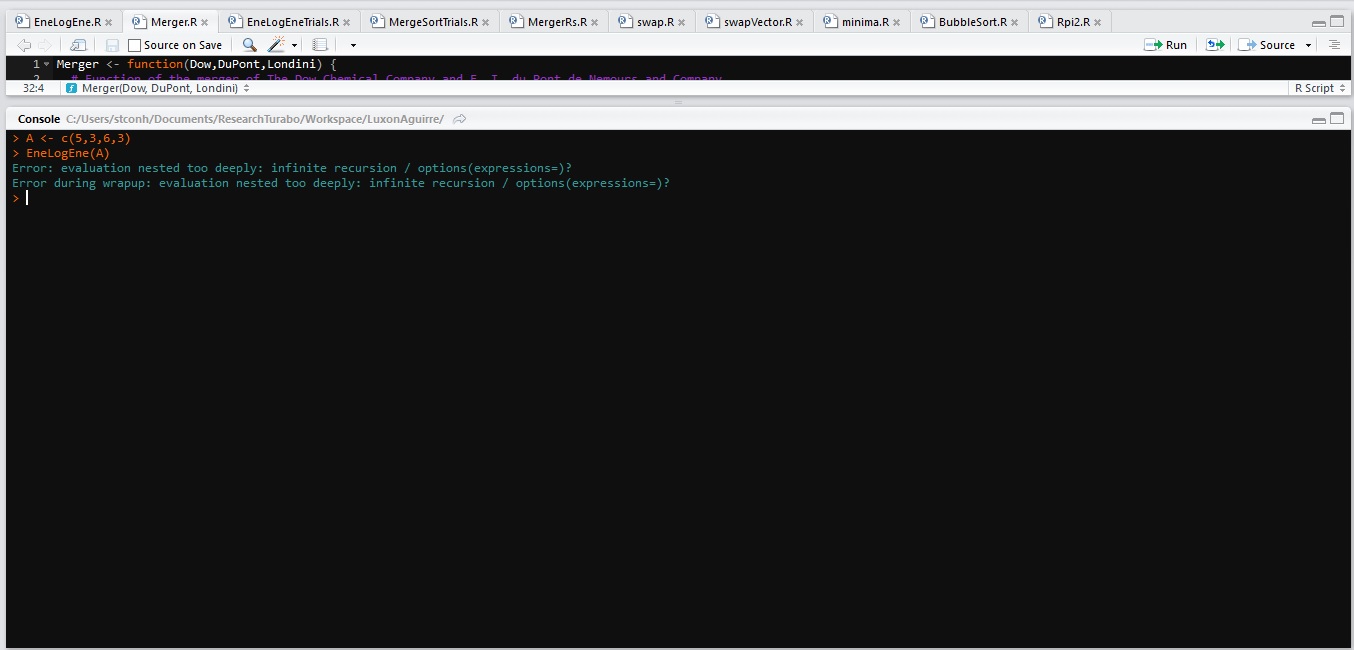 EneLogEne.R Merger.R EneLogEneTrials.R MergeSortTrials.R MergerRs.R swap.R swapVector.R minima.R BubbleSort.R Rpi2.R
Source on Save Run Source
1 Merger <- function(Dow,DuPont,Londini) {
2 # Function of the merger of The Dow Chemical Company and E. I. du Pont de Nemours and Company
32:4 Merger(Dow, DuPont, Londini) R Script
Console C:/Users/stconh/Documents/ResearchTurabo/Workspace/LuxonAguirre/
> A <- c(5,3,6,3)
> EneLogEne(A)
Error: evaluation nested too deeply: infinite recursion / options(expressions=)?
Error during wrapup: evaluation nested too deeply: infinite recursion / options(expressions=)?
>